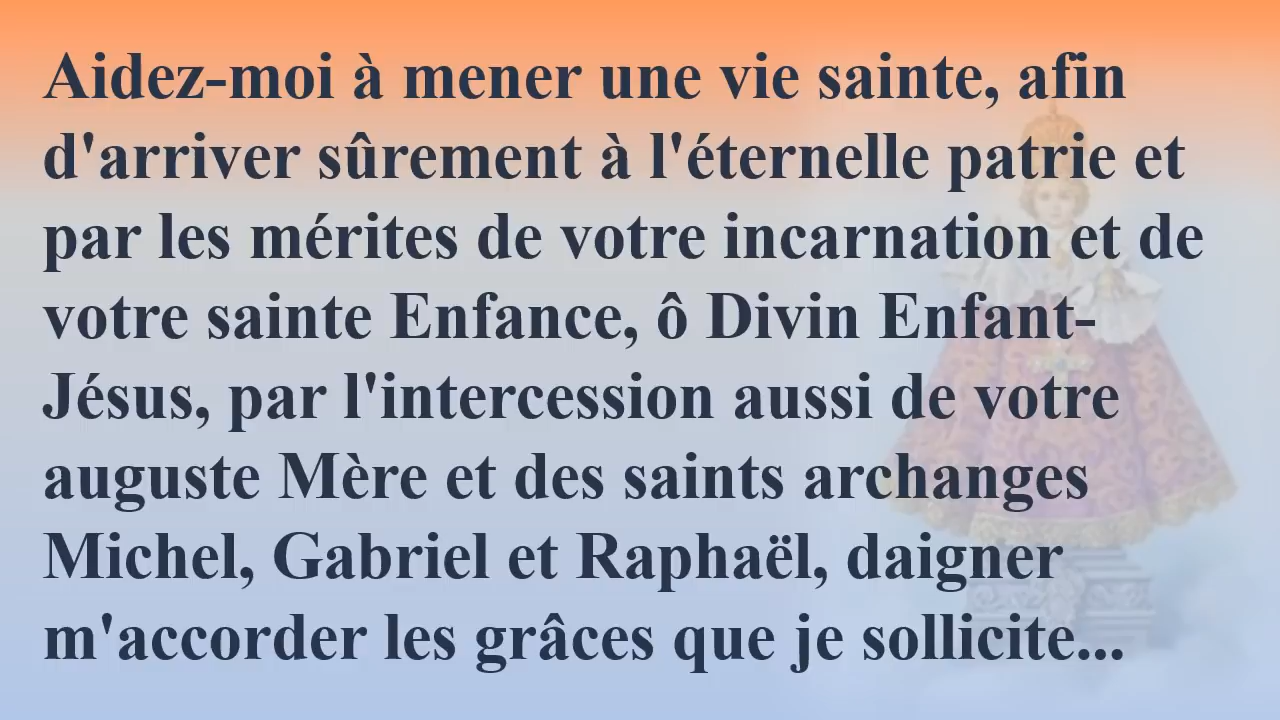 Aidez-moi à mener une vie sainte, afin
d'arriver sûrement à l'éternelle patrie et
par les mérites de votre incarnation et de
votre sainte Enfance, ô Divin Enfant-
Jésus, par l'intercession aussi de votre
auguste Mère et des saints archanges
Michel, Gabriel et Raphaël, daigner
m'accorder les grâces que je sollicite...